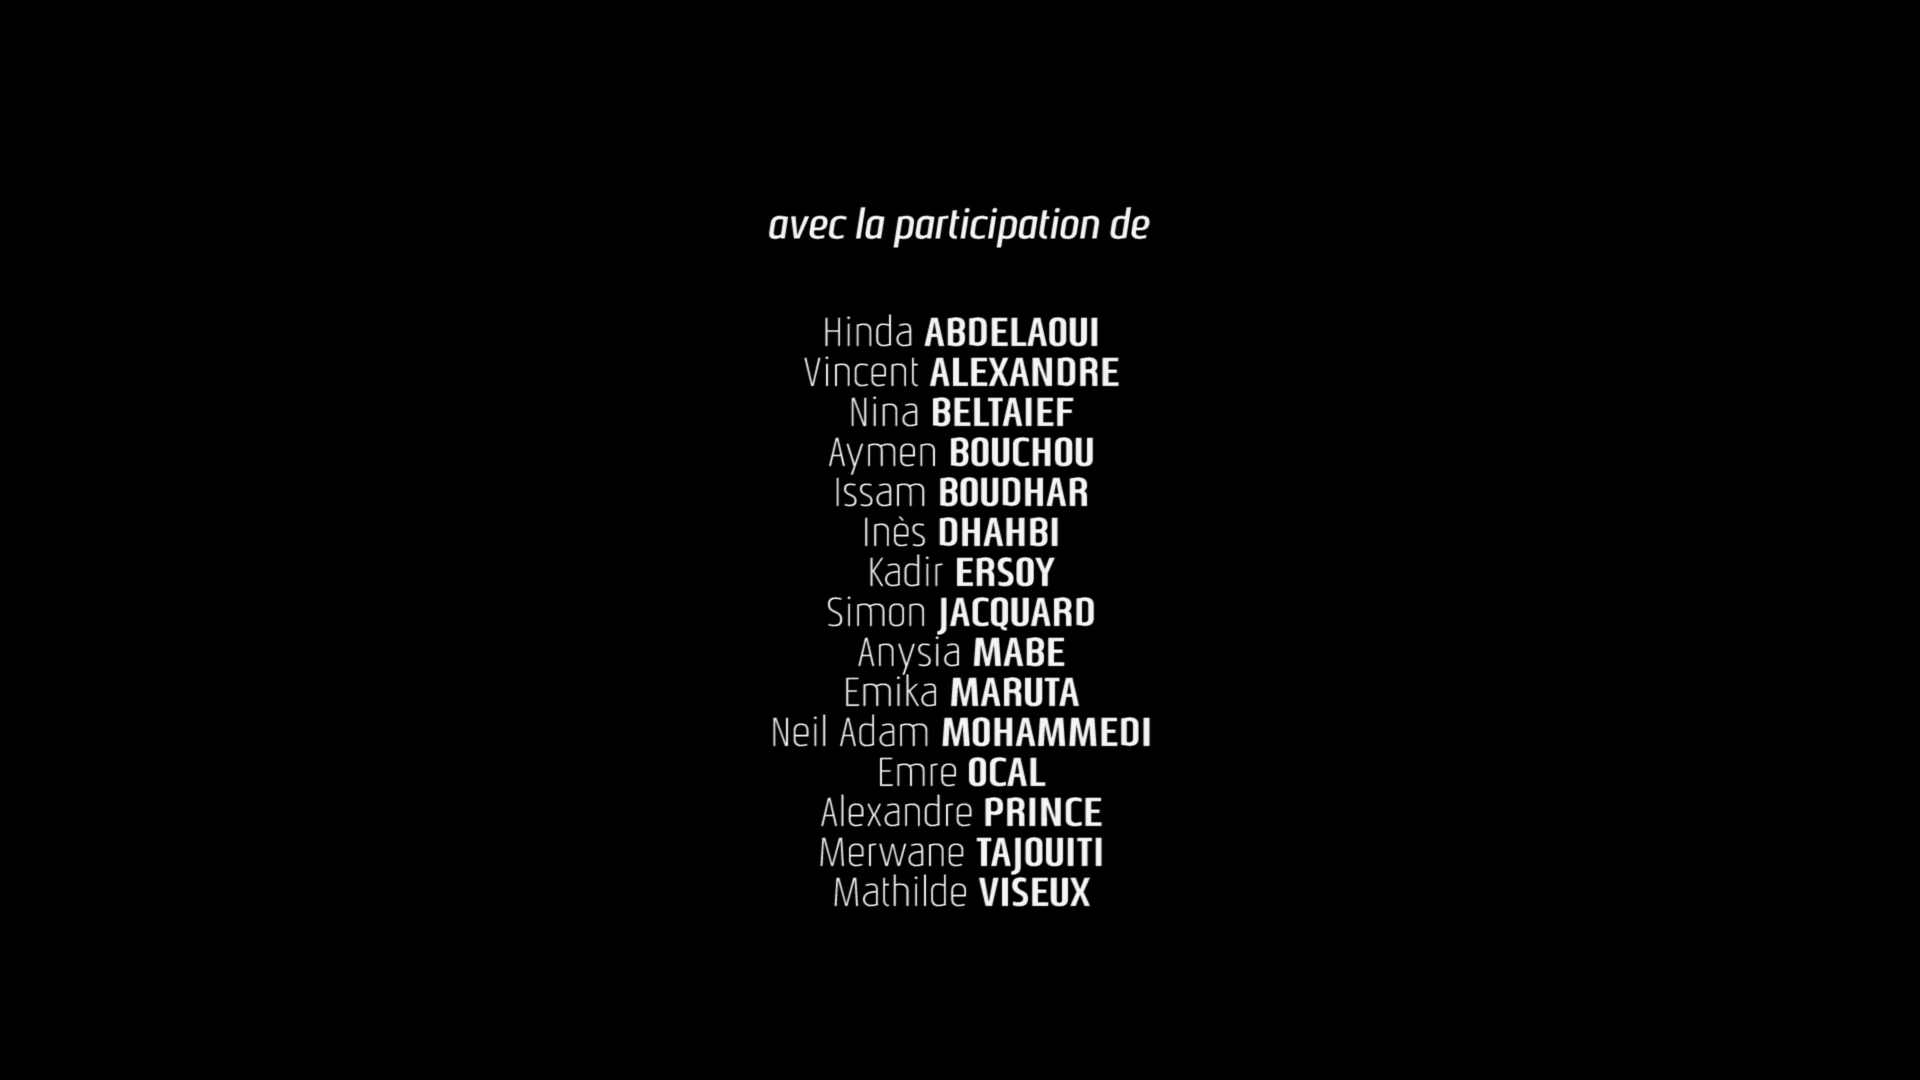 avec la participation de
Hinda ABDELAOUI
Vincent ALEXANDRE
Nina BELTAIEF
Aymen BOUCHOU
Issam BOUDHAR
Inès DHAHBI
Kadir ERSOY
Simon JACQUARD
Anysia MABE
Emika MARUTA
Neil Adam MOHAMMEDI
Emre OCAL
Alexandre PRINCE
Merwane TAJOUITI
Mathilde VISEUX